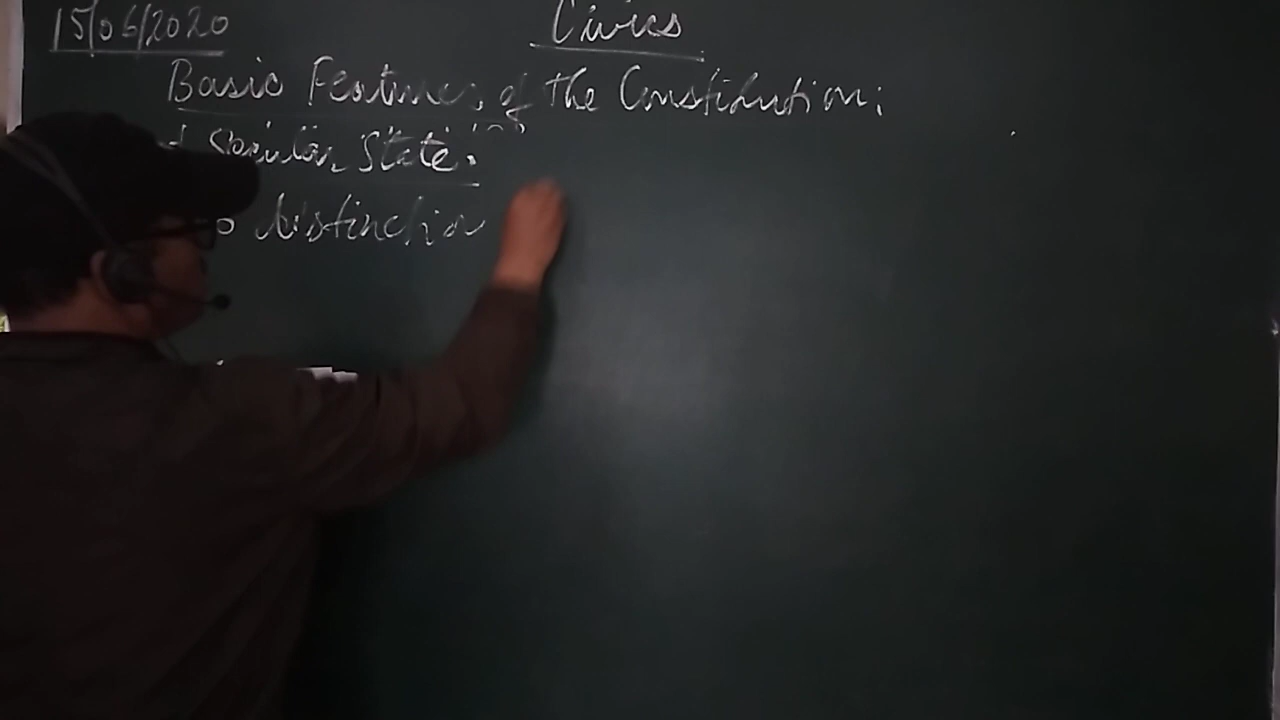 15/06/2020
Civics
Basic Features of the Constitution:
Secular State:
distinction